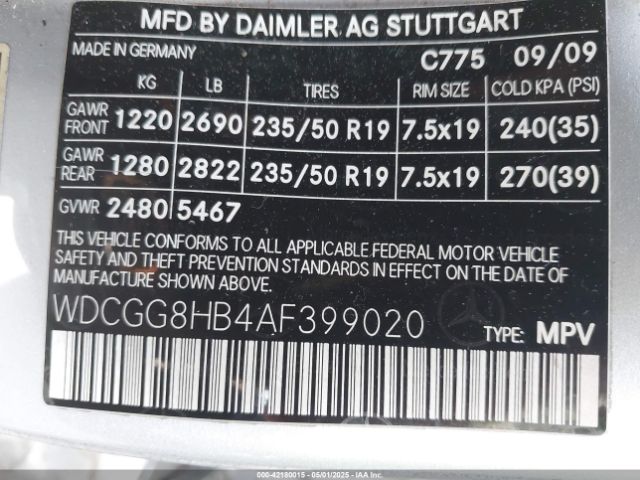 MFD BY DAIMLER AG STUTTGART
MADE IN GERMANY C775 09/09
KG LB TIRES RIM SIZE COLD KPA (PSI)
GAWR FRONT 1220 2690 235/50 R19 7.5x19 240(35)
GAWR REAR 1280 2822 235/50 R19 7.5x19 270(39)
GVWR 2480 5467
THIS VEHICLE CONFORMS TO ALL APPLICABLE FEDERAL MOTOR VEHICLE
SAFETY AND THEFT PREVENTION STANDARDS IN EFFECT ON THE DATE OF
MANUFACTURE SHOWN ABOVE.
WDCGG8HB4AF399020
TYPE: MPV
000-42180015 - 05/01/2025 - IAA Inc. - Copyright